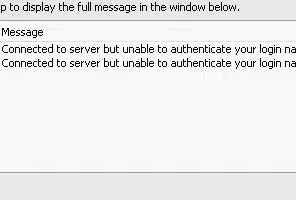 p to display the full message in the window below.
Message
Connected to server but unable to authenticate your login na
Connected to server but unable to authenticate your login na